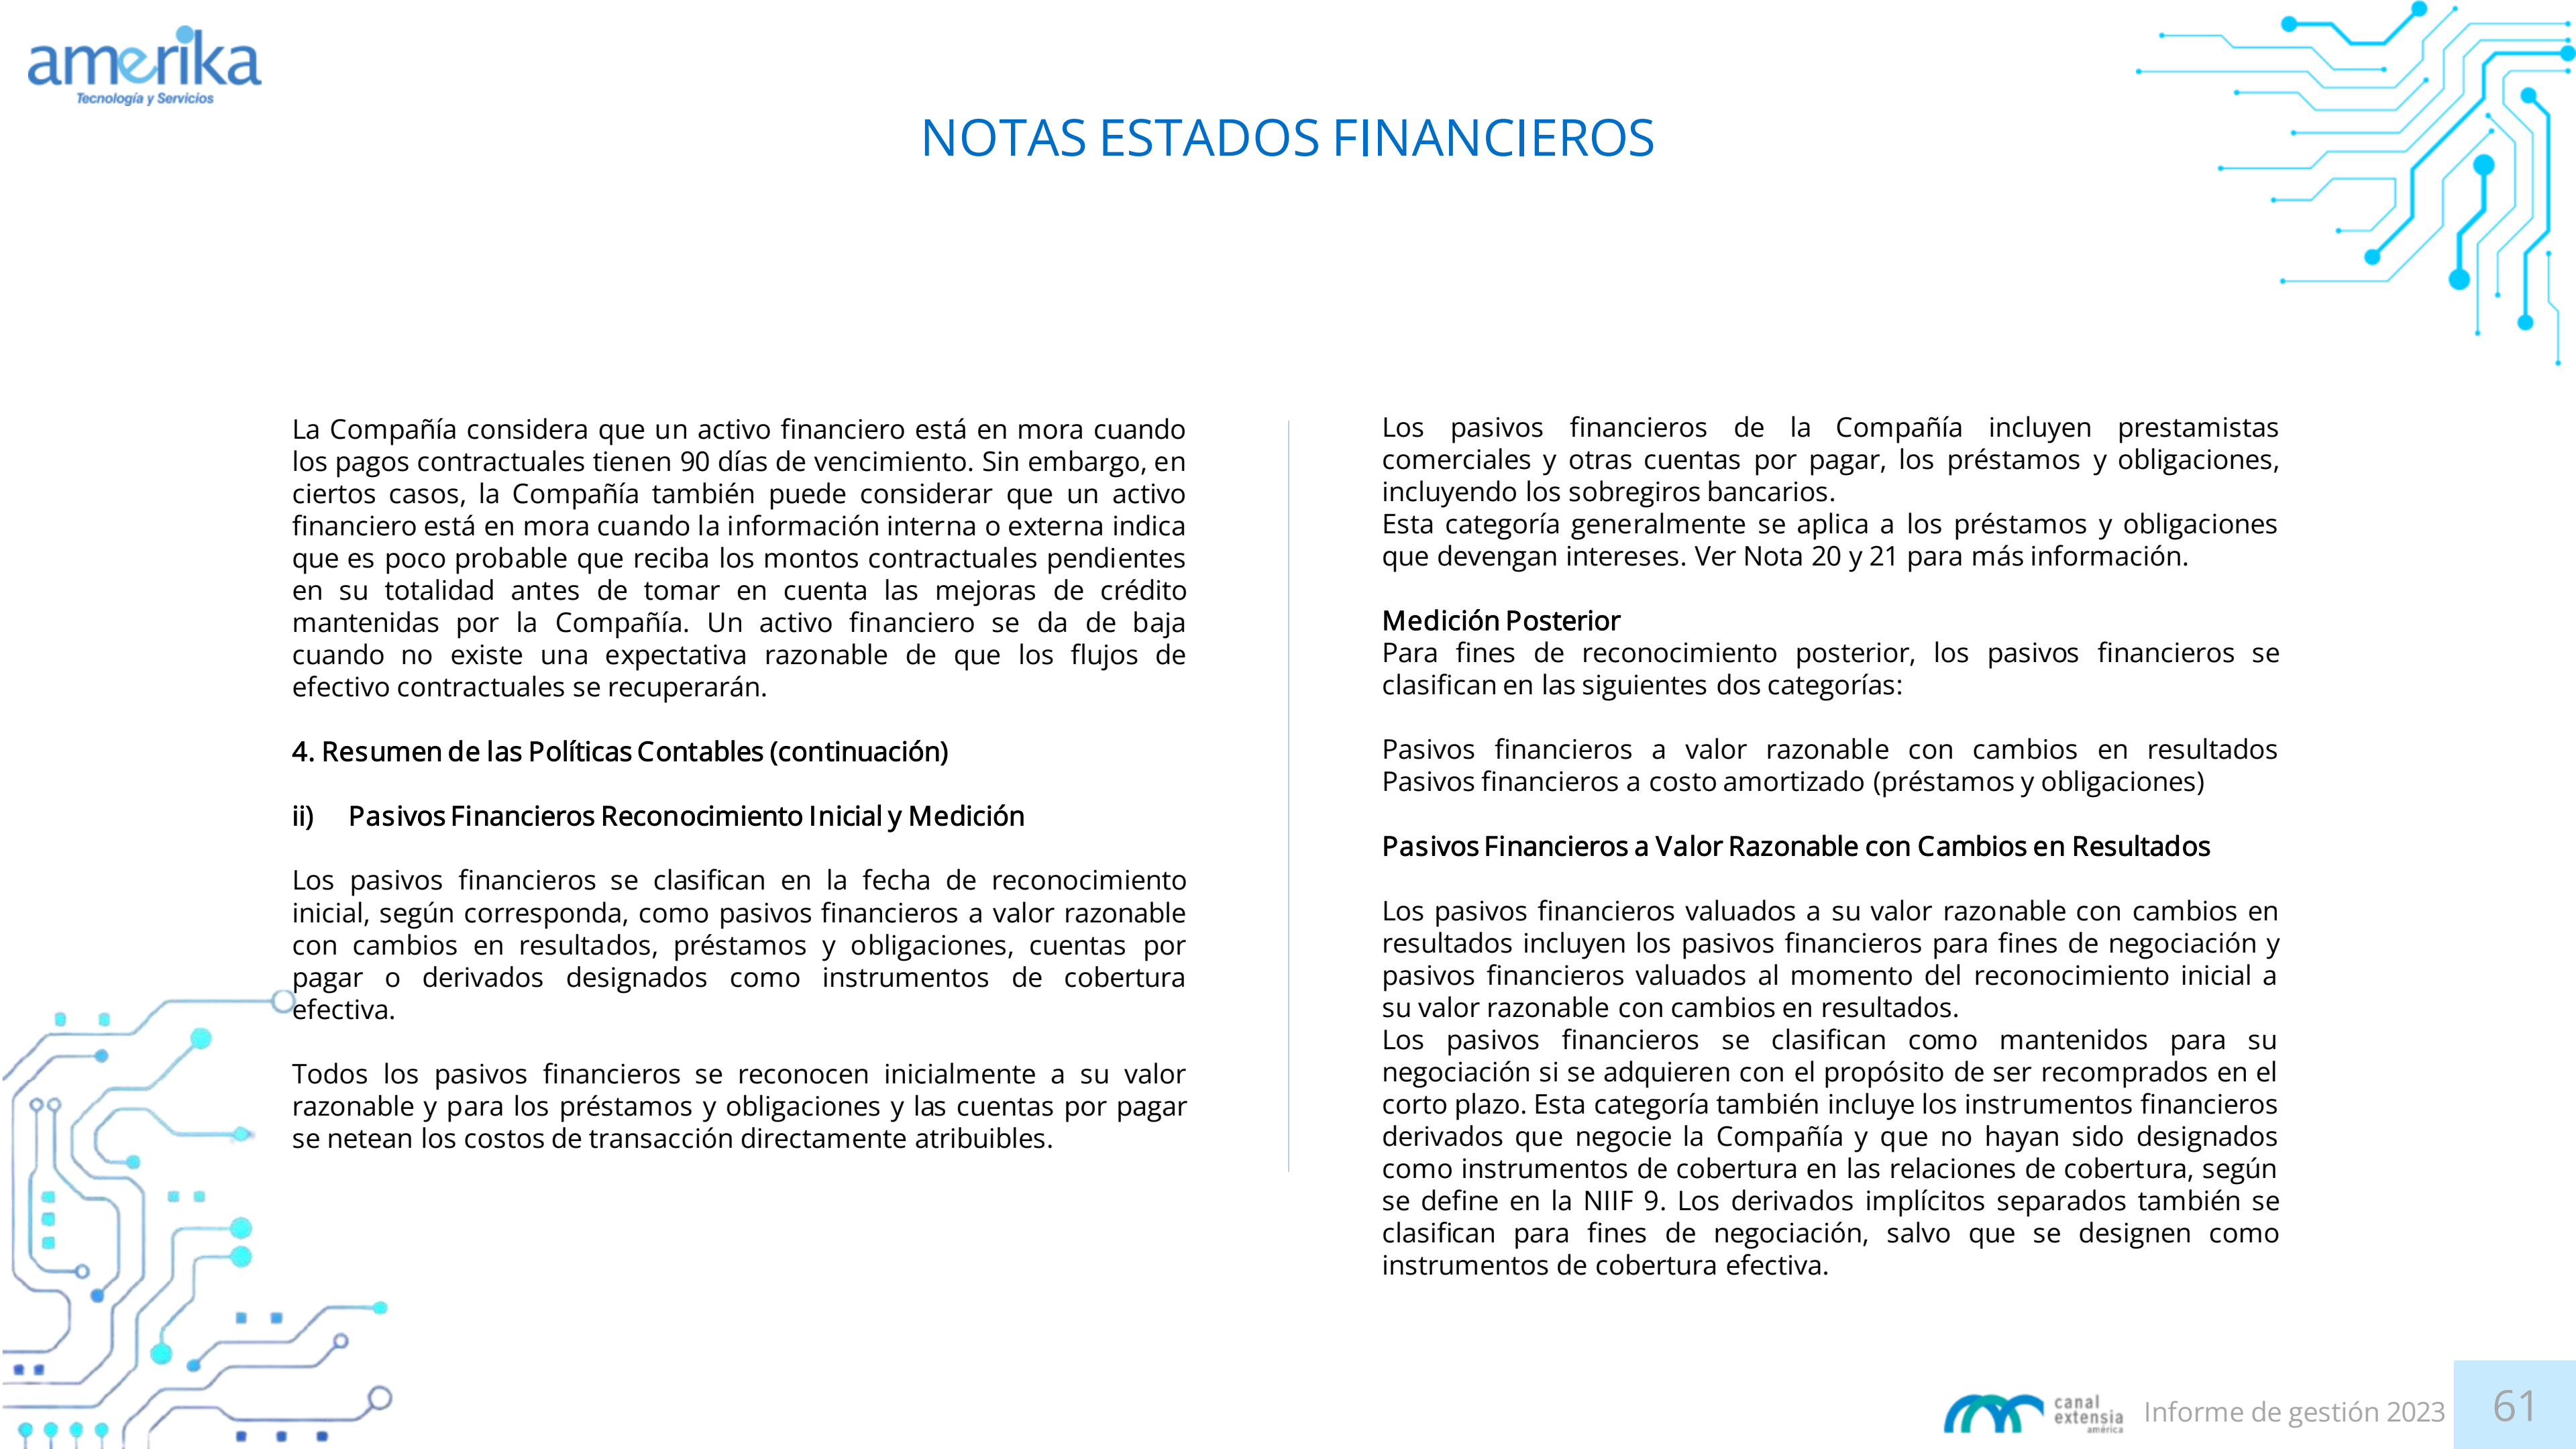 amerika
Tecnología y Servicios
NOTAS ESTADOS FINANCIEROS
La Compañía considera que un activo financiero está en mora cuando
los pagos contractuales tienen 90 días de vencimiento. Sin embargo, en
ciertos casos, la Compañía también puede considerar que un activo
financiero está en mora cuando la información interna o externa indica
que es poco probable que reciba los montos contractuales pendientes
en su totalidad antes de tomar en cuenta las mejoras de crédito
mantenidas por la Compañía. Un activo financiero se da de baja
cuando no existe una expectativa razonable de que los flujos de
efectivo contractuales se recuperarán.
4. Resumen de las Políticas Contables (continuación)
ii) Pasivos Financieros Reconocimiento Inicial y Medición
Los pasivos financieros se clasifican en la fecha de reconocimiento
inicial, según corresponda, como pasivos financieros a valor razonable
con cambios en resultados, préstamos y obligaciones, cuentas por
pagar o derivados designados como instrumentos de cobertura
efectiva.
Todos los pasivos financieros se reconocen inicialmente a su valor
razonable y para los préstamos y obligaciones y las cuentas por pagar
se netean los costos de transacción directamente atribuibles.
Los pasivos financieros de la Compañía incluyen prestamistas
comerciales y otras cuentas por pagar, los préstamos y obligaciones,
incluyendo los sobregiros bancarios.
Esta categoría generalmente se aplica a los préstamos y obligaciones
que devengan intereses. Ver Nota 20 y 21 para más información.
Medición Posterior
Para fines de reconocimiento posterior, los pasivos financieros se
clasifican en las siguientes dos categorías:
Pasivos financieros a valor razonable con cambios en resultados
Pasivos financieros a costo amortizado (préstamos y obligaciones)
Pasivos Financieros a Valor Razonable con Cambios en Resultados
Los pasivos financieros valuados a su valor razonable con cambios en
resultados incluyen los pasivos financieros para fines de negociación y
pasivos financieros valuados al momento del reconocimiento inicial a
su valor razonable con cambios en resultados.
Los pasivos financieros se clasifican como mantenidos para su
negociación si se adquieren con el propósito de ser recomprados en el
corto plazo. Esta categoría también incluye los instrumentos financieros
derivados que negocie la Compañía y que no hayan sido designados
como instrumentos de cobertura en las relaciones de cobertura, según
se define en la NIIF 9. Los derivados implícitos separados también se
clasifican para fines de negociación, salvo que se designen como
instrumentos de cobertura efectiva.
canal
extensia
américa
Informe de gestión 2023
61